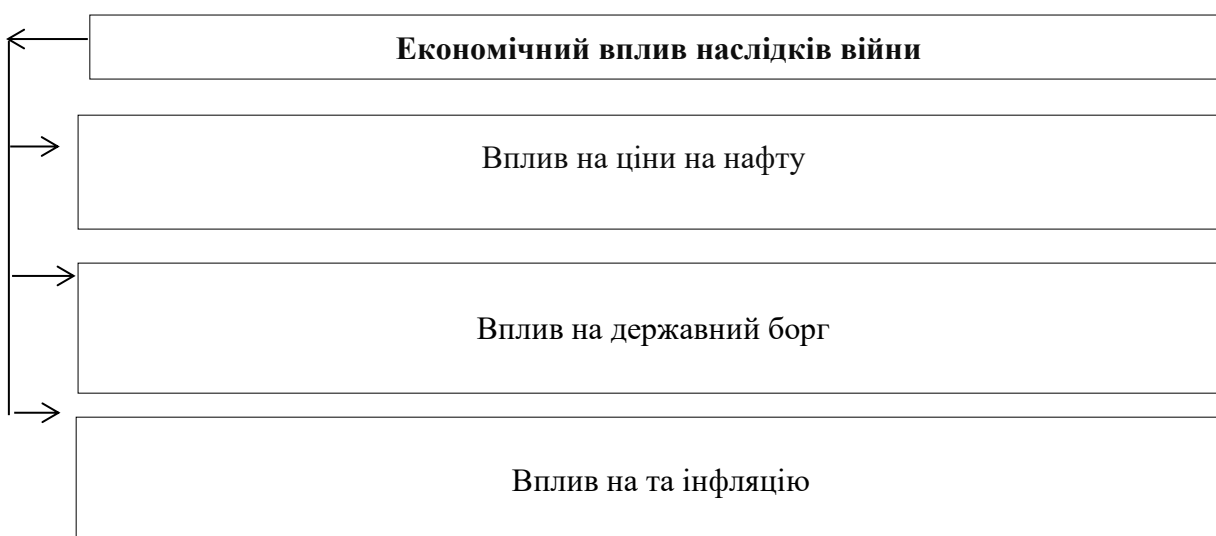 Економічний вплив наслідків війни
Вплив на ціни на нафту
Вплив на державний борг
Вплив на та інфляцію